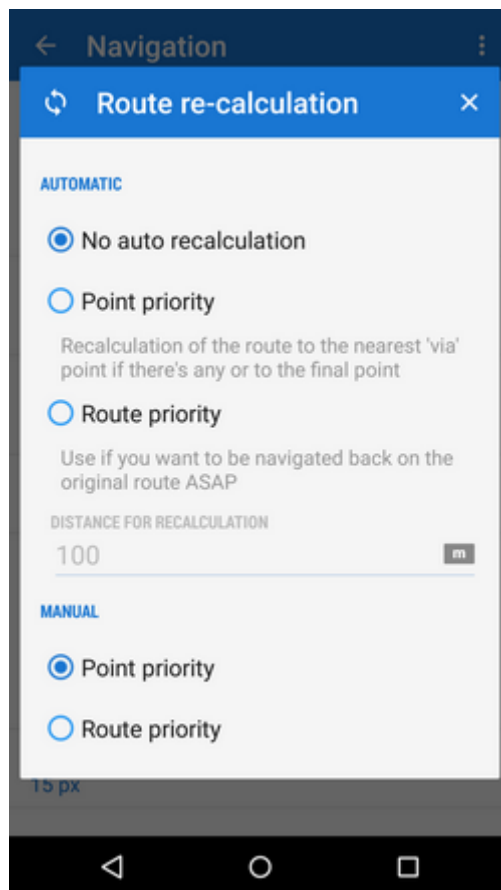 Navigation
Route re-calculation
AUTOMATIC
No auto recalculation
Point priority
Recalculation of the route to the nearest 'via'
point if there's any or to the final point
Route priority
Use if you want to be navigated back on the
original route ASAP
DISTANCE FOR RECALCULATION
100 m
MANUAL
Point priority
Route priority
15 px